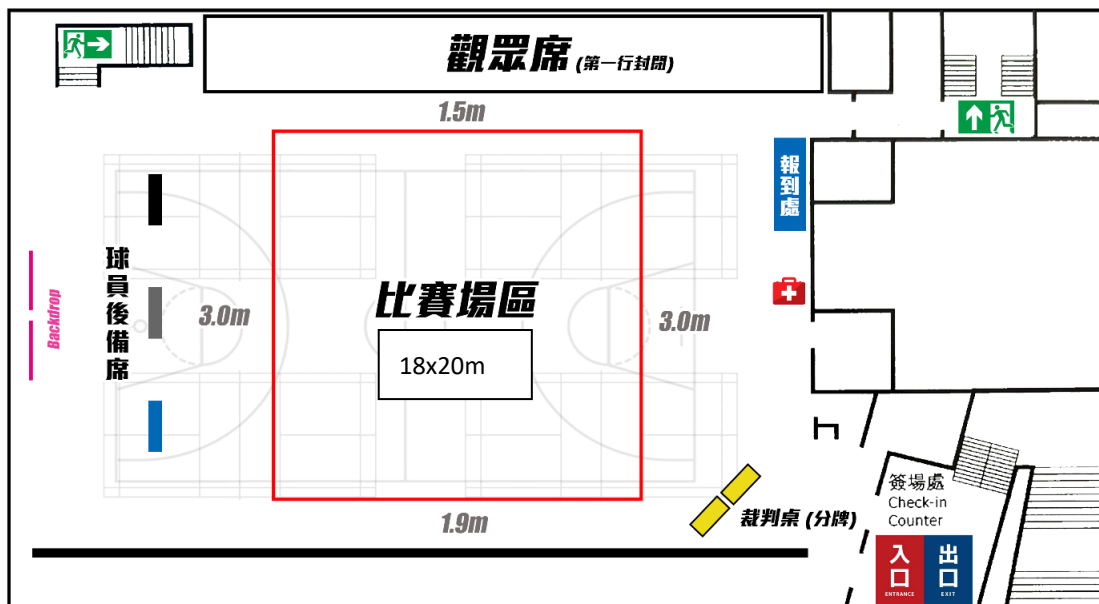 觀眾席 (第一行封閉)
1.5m
報到處
球員後備席
Backdrop
3.0m
比賽場區
18x20m
3.0m
簽場處
Check-in
Counter
裁判桌 (分牌)
1.9m
入口
ENTRANCE
出口
EXIT